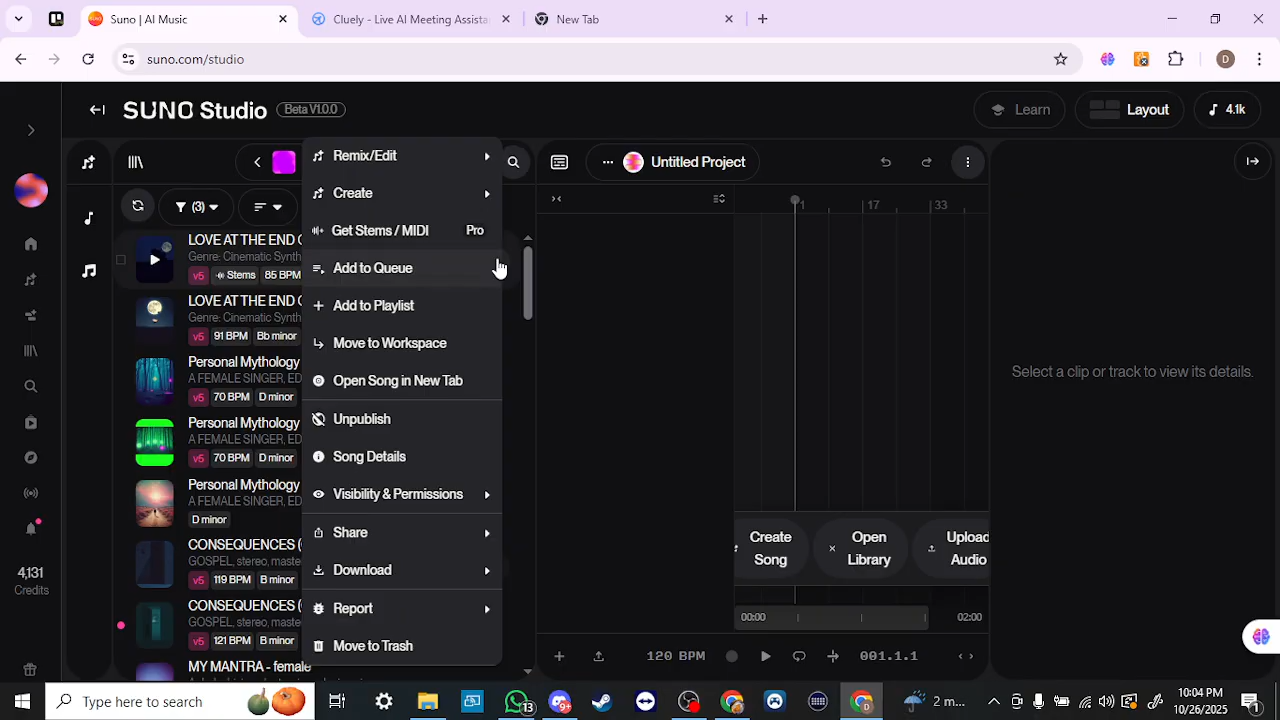 Suno | AI Music
Cluely - Live AI Meeting Assista
New Tab
suno.com/studio
D
SUNO Studio
Beta V1.0.0
Learn
Layout
4.1k
Untitled Project
(3)
1
17
33
LOVE AT THE END O
Genre: Cinematic Synth
v5
Stems
85 BPM
LOVE AT THE END O
Genre: Cinematic Synth
v5
91 BPM
Bb minor
Personal Mythology
A FEMALE SINGER, ED
v5
70 BPM
D minor
Personal Mythology
A FEMALE SINGER, ED
v5
70 BPM
D minor
Personal Mythology
A FEMALE SINGER, ED
D minor
CONSEQUENCES (
GOSPEL, stereo, master
v5
119 BPM
B minor
CONSEQUENCES (
GOSPEL, stereo, master
v5
121 BPM
B minor
MY MANTRA - female
Remix/Edit
Create
Get Stems / MIDI
Pro
Add to Queue
Add to Playlist
Move to Workspace
Open Song in New Tab
Unpublish
Song Details
Visibility & Permissions
Share
Download
Report
Move to Trash
Select a clip or track to view its details.
Create
Song
Open
Library
Upload
Audio
00:00
02:00
120 BPM
001.1.1
4,131
Credits
Type here to search
13
9+
D
2 m...
10:04 PM
10/26/2025
1